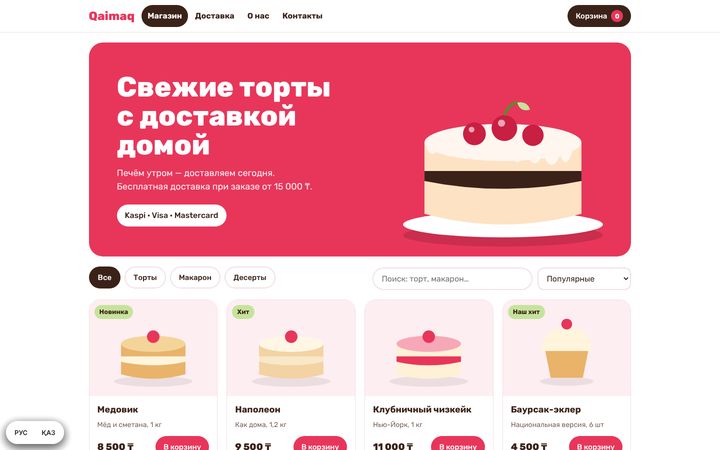 Qaimaq Магазин Доставка О нас Контакты Корзина 0
Свежие торты
с доставкой
домой
Печём утром — доставляем сегодня.
Бесплатная доставка при заказе от 15 000 ₸.
Kaspi • Visa • Mastercard
Все Торты Макарон Десерты Поиск: торт, макарон… Популярные
Новинка Хит Наш хит
Медовик Наполеон Клубничный чизкейк Баурсак-эклер
Мёд и сметана, 1 кг Как дома, 1,2 кг Нью-Йорк, 1 кг Национальная версия, 6 шт
8 500 ₸ В корзину 9 500 ₸ В корзину 11 000 ₸ В корзину 4 500 ₸ В корзину
РУС ҚАЗ